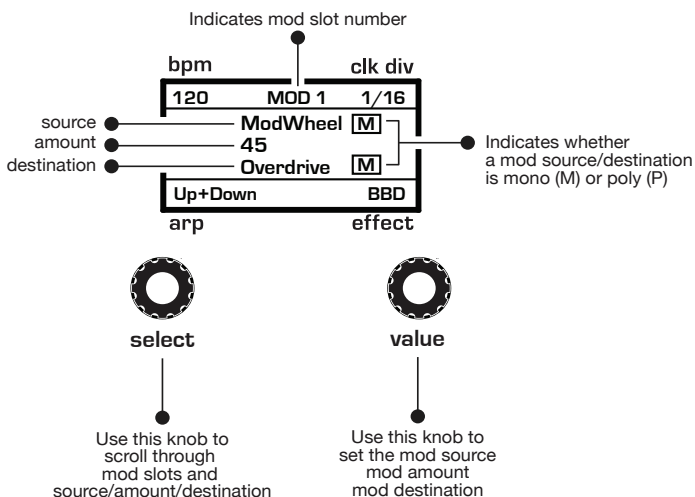 Indicates mod slot number
bpm clk div
120 MOD 1 1/16
source ModWheel M
amount 45
destination Overdrive M
Indicates whether
a mod source/destination
is mono (M) or poly (P)
Up+Down BBD
arp effect
select value
Use this knob to
scroll through
mod slots and
source/amount/destination
Use this knob to
set the mod source
mod amount
mod destination